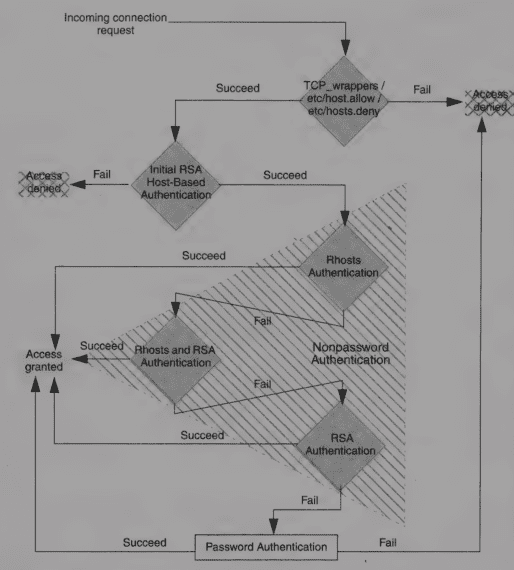 Incoming connection
request
TCP_wrappers /
etc/host.allow /
etc/hosts.deny
Succeed
Fail
Access
denied
Initial RSA
Host-Based
Authentication
Fail
Access
denied
Succeed
Rhosts
Authentication
Succeed
Fail
Nonpassword
Authentication
Rhosts and RSA
Authentication
Succeed
Access
granted
Fail
RSA
Authentication
Succeed
Fail
Password Authentication
Succeed
Fail